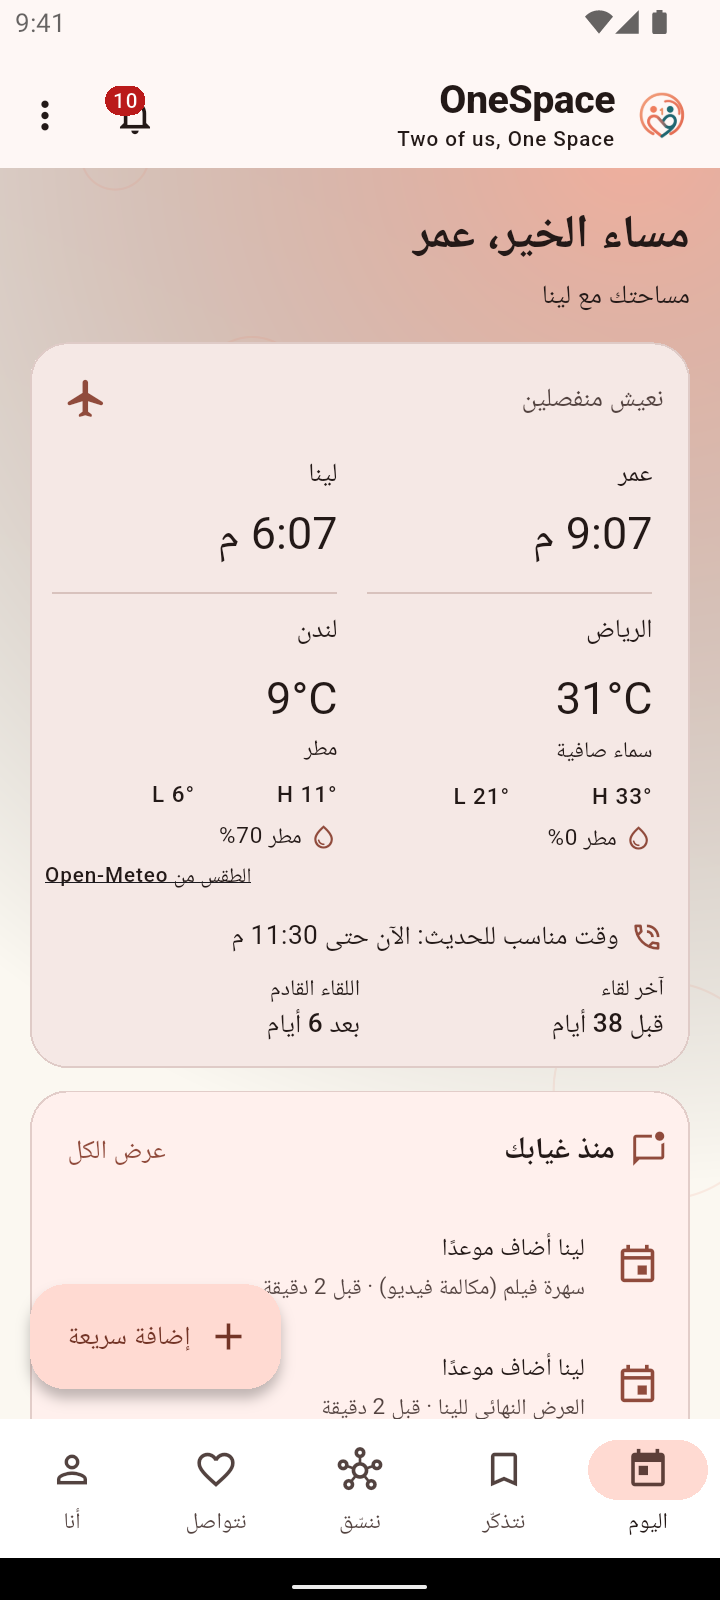 9:41
OneSpace
Two of us, One Space
10
مساء الخير، عمر
مساحتك مع لينا
نعيش منفصلين
عمر
9:07 م
لينا
6:07 م
الرياض
31°C
سماء صافية
H 33° L 21°
مطر 0%
لندن
9°C
مطر
H 11° L 6°
مطر 70%
الطقس من Open-Meteo
وقت مناسب للحديث: الآن حتى 11:30 م
آخر لقاء
قبل 38 أيام
اللقاء القادم
بعد 6 أيام
منذ غيابك
عرض الكل
لينا أضاف موعدًا
سهرة فيلم (مكالمة فيديو) · قبل 2 دقيقة
لينا أضاف موعدًا
العرض النهائي للينا · قبل 2 دقيقة
إضافة سريعة
اليوم
نتذكّر
ننسّق
نتواصل
أنا